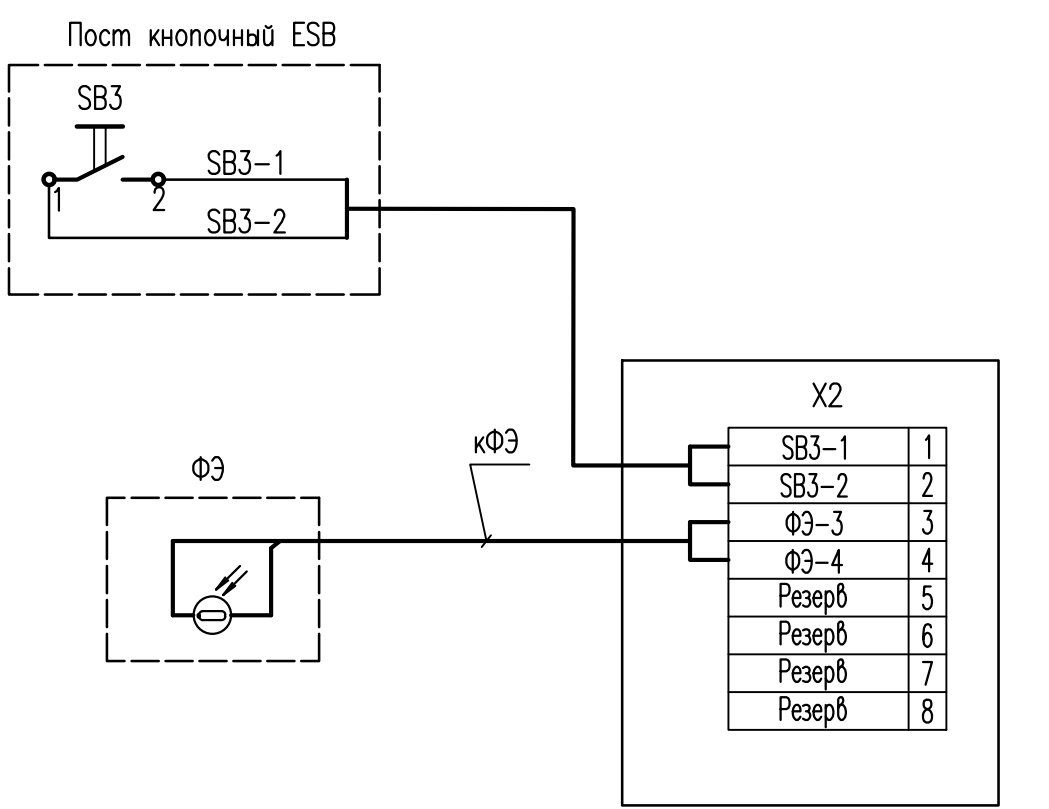 Пост кнопочный ESB
SB3
SB3-1
1 2
SB3-2
X2
кФЭ
ФЭ
SB3-1 1
SB3-2 2
ФЭ-3 3
ФЭ-4 4
Резерв 5
Резерв 6
Резерв 7
Резерв 8